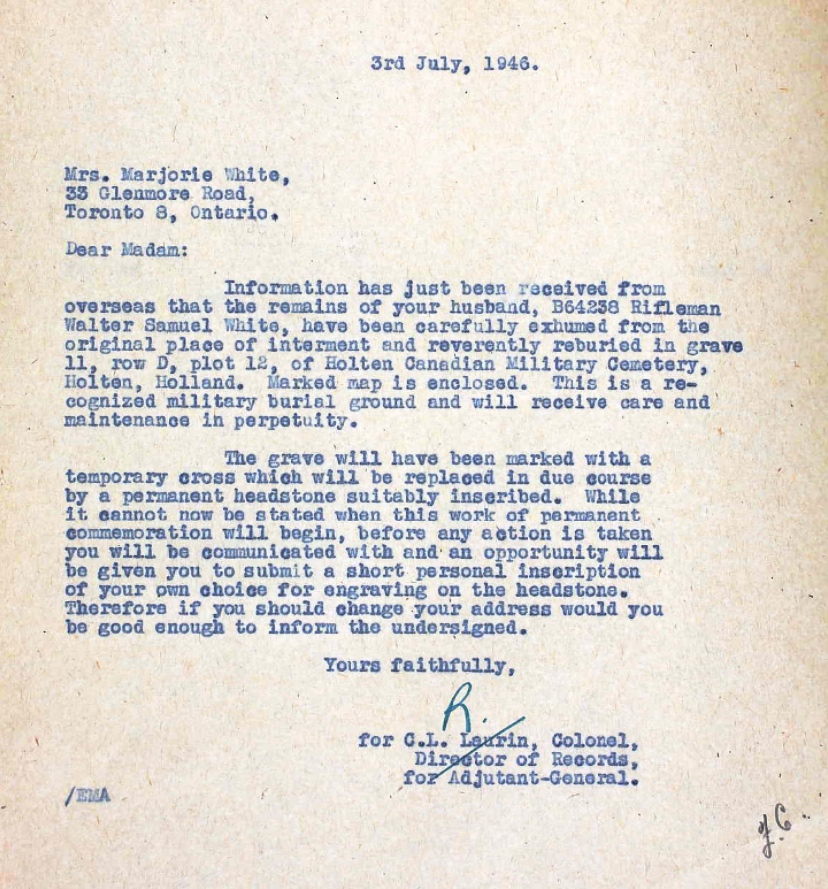 3rd July, 1946.
Mrs. Marjorie White,
33 Glenmore Road,
Toronto 8, Ontario.
Dear Madam:
Information has just been received from
overseas that the remains of your husband, B64238 Rifleman
Walter Samuel White, have been carefully exhumed from the
original place of interment and reverently reburied in grave
11, row D, plot 12, of Holten Canadian Military Cemetery,
Holten, Holland. Marked map is enclosed. This is a re-
cognized military burial ground and will receive care and
maintenance in perpetuity.
The grave will have been marked with a
temporary cross which will be replaced in due course
by a permanent headstone suitably inscribed. While
it cannot now be stated when this work of permanent
commemoration will begin, before any action is taken
you will be communicated with and an opportunity will
be given you to submit a short personal inscription
of your own choice for engraving on the headstone.
Therefore if you should change your address would you
be good enough to inform the undersigned.
Yours faithfully,
R.
for C.L. Laurin, Colonel,
Director of Records,
for Adjutant-General.
/EMA